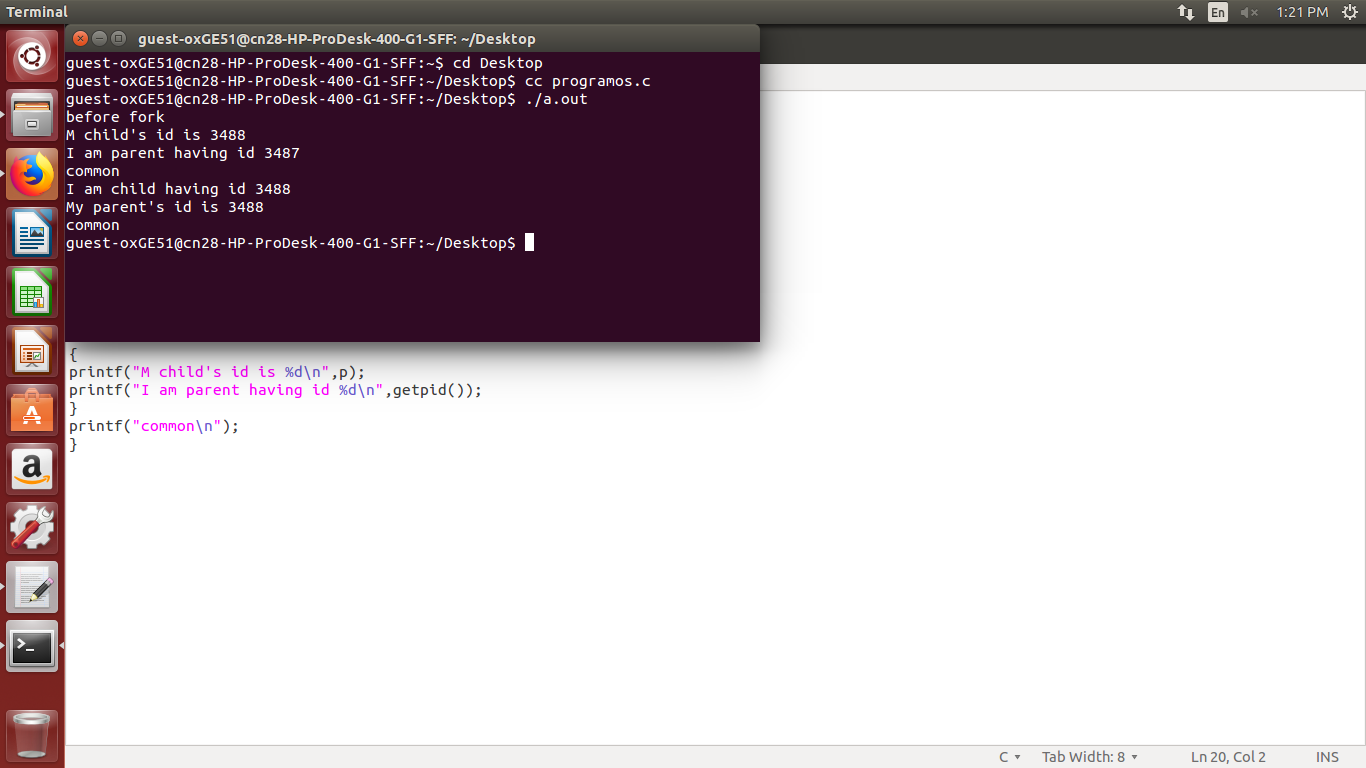 Terminal
En
1:21 PM
guest-oxGE51@cn28-HP-ProDesk-400-G1-SFF: ~/Desktop
guest-oxGE51@cn28-HP-ProDesk-400-G1-SFF:~$ cd Desktop
guest-oxGE51@cn28-HP-ProDesk-400-G1-SFF:~/Desktop$ cc programos.c
guest-oxGE51@cn28-HP-ProDesk-400-G1-SFF:~/Desktop$ ./a.out
before fork
M child's id is 3488
I am parent having id 3487
common
I am child having id 3488
My parent's id is 3488
common
guest-oxGE51@cn28-HP-ProDesk-400-G1-SFF:~/Desktop$
{
printf("M child's id is %d\n",p);
printf("I am parent having id %d\n",getpid());
}
printf("common\n");
}
C
Tab Width: 8
Ln 20, Col 2
INS